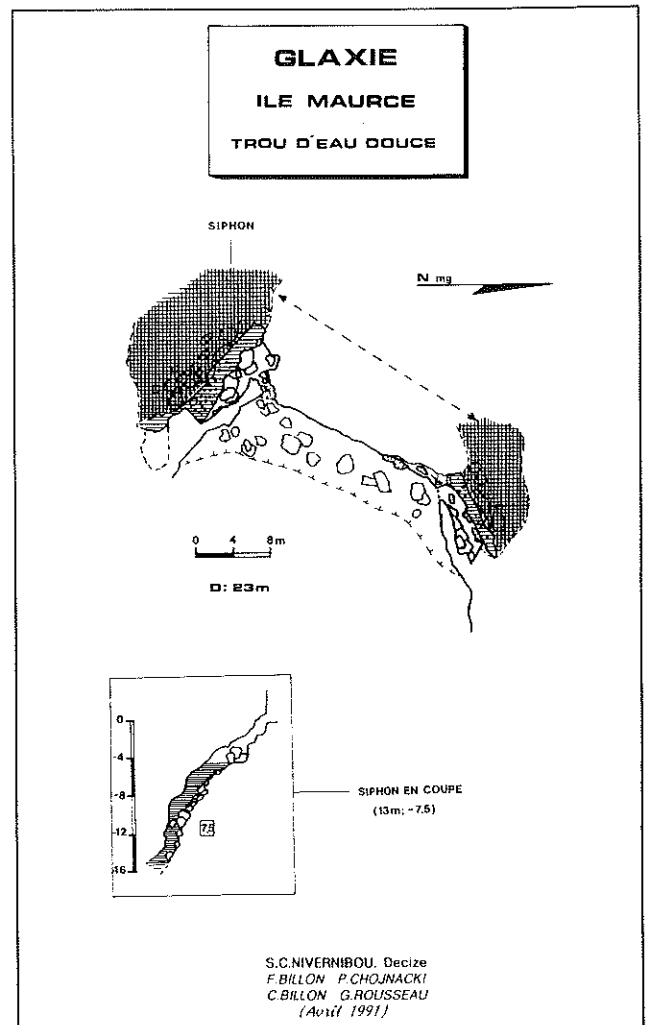 GLAXIE
ILE MAURCE
TROU D'EAU DOUCE
SIPHON
N mg
0 4 8m
D: 23m
0
-4
-8
-12
-16
7,5
SIPHON EN COUPE
(13m; -7,5)
S.C.NIVERNIBOU. Decize
F.BILLON P.CHOJNACKI
C.BILLON G.ROUSSEAU
(Avril 1991)